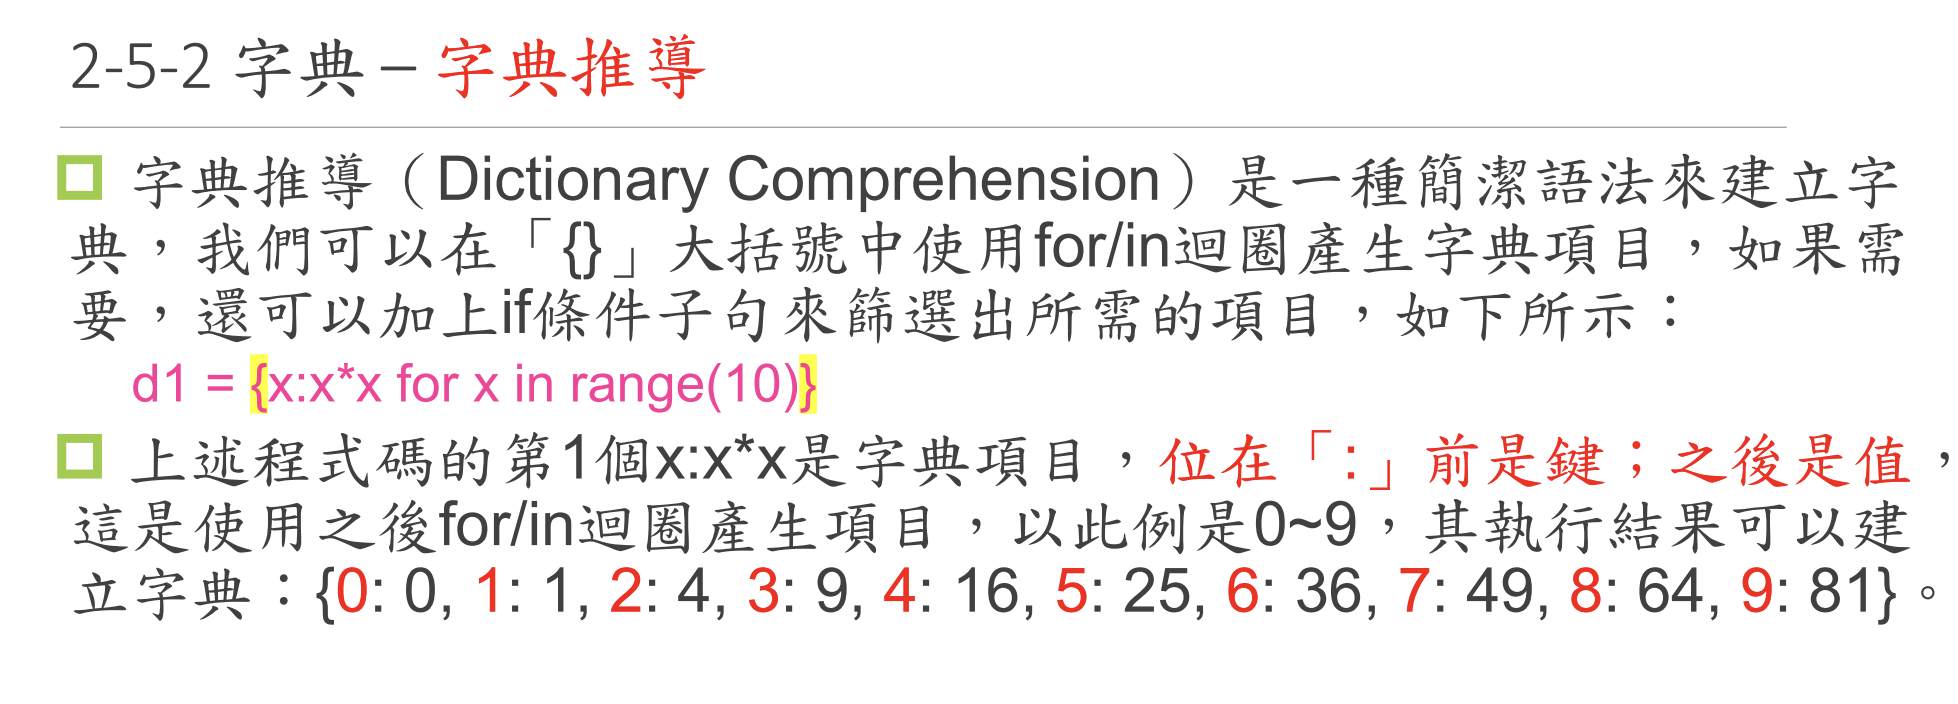 2-5-2 字典 – 字典推導
字典推導（Dictionary Comprehension）是一種簡潔語法來建立字
典，我們可以在「{}」大括號中使用for/in迴圈產生字典項目，如果需
要，還可以加上if條件子句來篩選出所需的項目，如下所示：
d1 = {x:x*x for x in range(10)}
上述程式碼的第1個x:x*x是字典項目，位在「:」前是鍵；之後是值，
這是使用之後for/in迴圈產生項目，以此例是0~9，其執行結果可以建
立字典：{0: 0, 1: 1, 2: 4, 3: 9, 4: 16, 5: 25, 6: 36, 7: 49, 8: 64, 9: 81}。